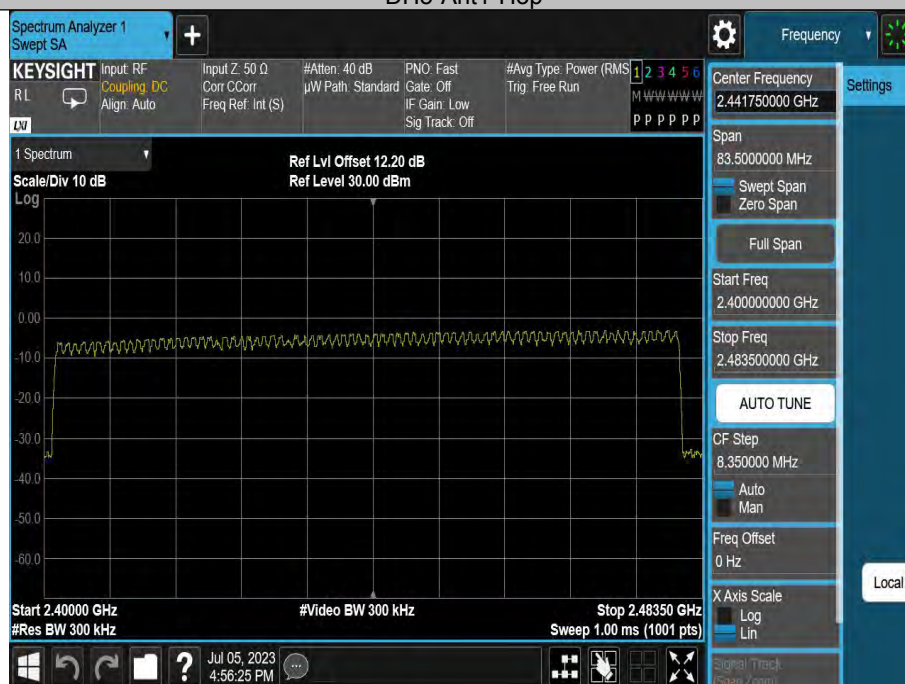 Spectrum Analyzer 1
Swept SA
+
Frequency
KEYSIGHT
RL
LXI
Input: RF
Coupling: DC
Align: Auto
Input Z: 50 Ω
Corr CCorr
Freq Ref: Int (S)
#Atten: 40 dB
µW Path: Standard
PNO: Fast
Gate: Off
IF Gain: Low
Sig Track: Off
#Avg Type: Power (RMS
Trig: Free Run
1 2 3 4 5 6
M W W W W W
P P P P P P
1 Spectrum
Scale/Div 10 dB
Ref Lvl Offset 12.20 dB
Ref Level 30.00 dBm
Log
20.0
10.0
0.00
-10.0
-20.0
-30.0
-40.0
-50.0
-60.0
Start 2.40000 GHz
#Res BW 300 kHz
#Video BW 300 kHz
Stop 2.48350 GHz
Sweep 1.00 ms (1001 pts)
Center Frequency
2.441750000 GHz
Settings
Span
83.5000000 MHz
Swept Span
Zero Span
Full Span
Start Freq
2.400000000 GHz
Stop Freq
2.483500000 GHz
AUTO TUNE
CF Step
8.350000 MHz
Auto
Man
Freq Offset
0 Hz
X Axis Scale
Log
Lin
Signal Track
(Span Zoom)
Local
?
Jul 05, 2023
4:56:25 PM